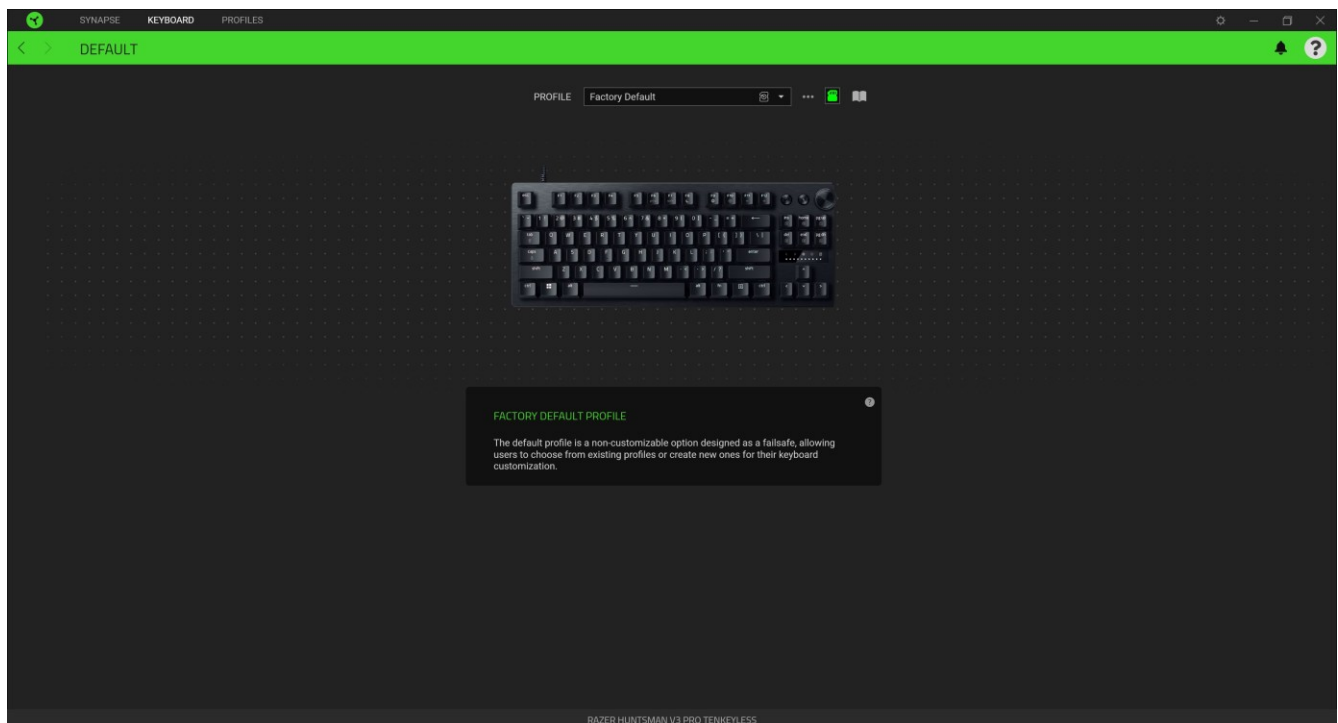 SYNAPSE KEYBOARD PROFILES
DEFAULT
PROFILE Factory Default
FACTORY DEFAULT PROFILE
The default profile is a non-customizable option designed as a failsafe, allowing
users to choose from existing profiles or create new ones for their keyboard
customization.
RAZER HUNTSMAN V3 PRO TENKEYLESS